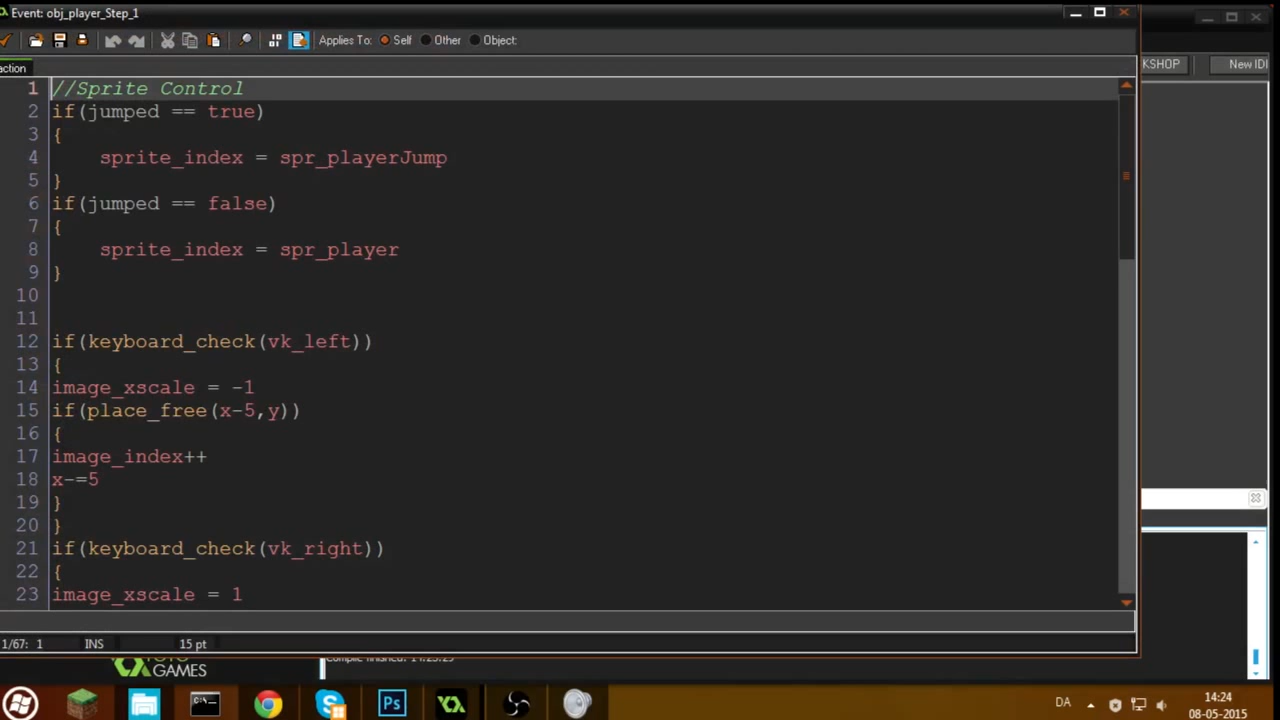 Event: obj_player_Step_1
Applies To: Self Other Object:
KSHOP New IDI
action
1 //Sprite Control
2 if(jumped == true)
3 {
4 sprite_index = spr_playerJump
5 }
6 if(jumped == false)
7 {
8 sprite_index = spr_player
9 }
10
11
12 if(keyboard_check(vk_left))
13 {
14 image_xscale = -1
15 if(place_free(x-5,y))
16 {
17 image_index++
18 x-=5
19 }
20 }
21 if(keyboard_check(vk_right))
22 {
23 image_xscale = 1
1/67: 1 INS 15 pt
GAMES
C:\
Ps
DA
14:24
08-05-2015